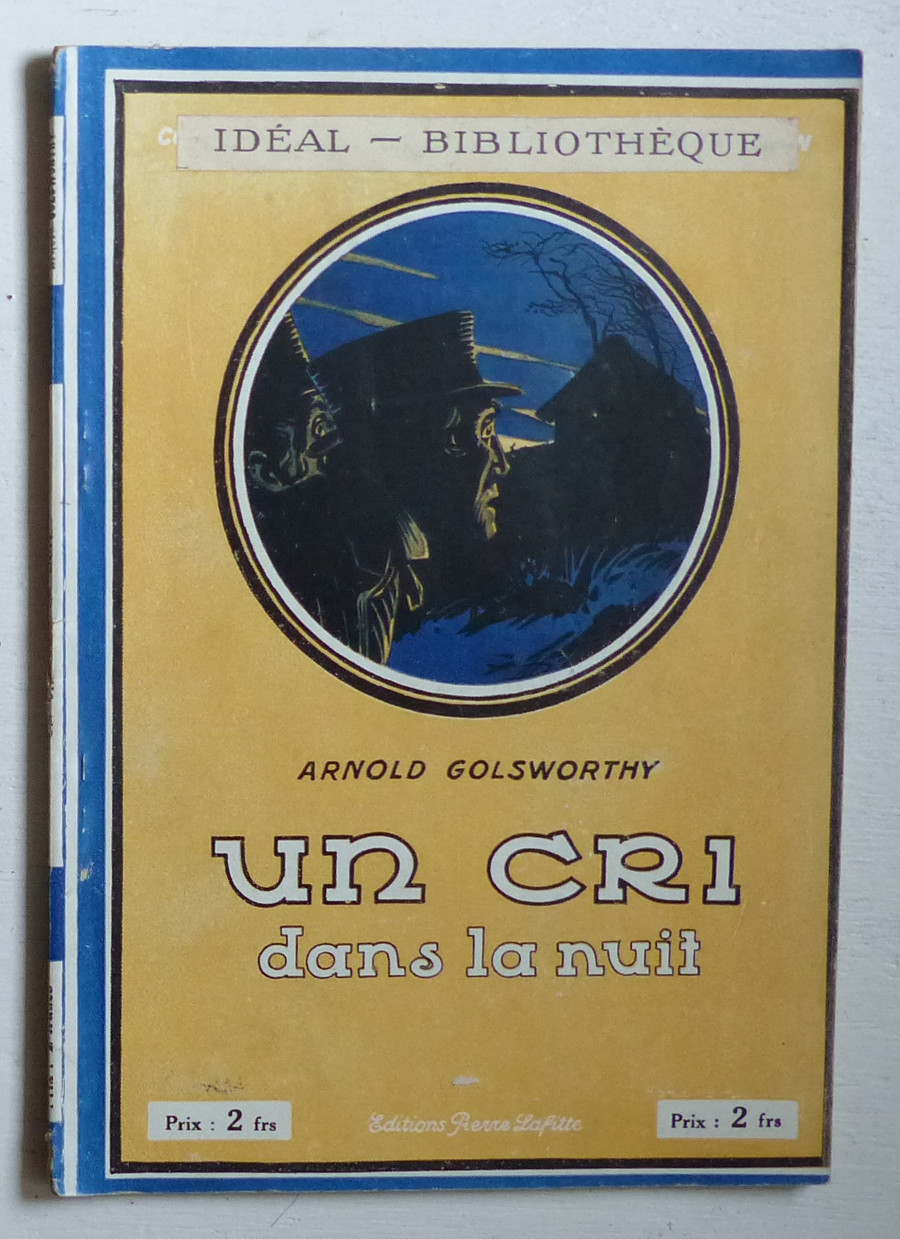 IDÉAL — BIBLIOTHÈQUE
ARNOLD GOLSWORTHY
UN CRI
dans la nuit
Prix : 2 frs
Editions Pierre Lafitte
Prix : 2 frs